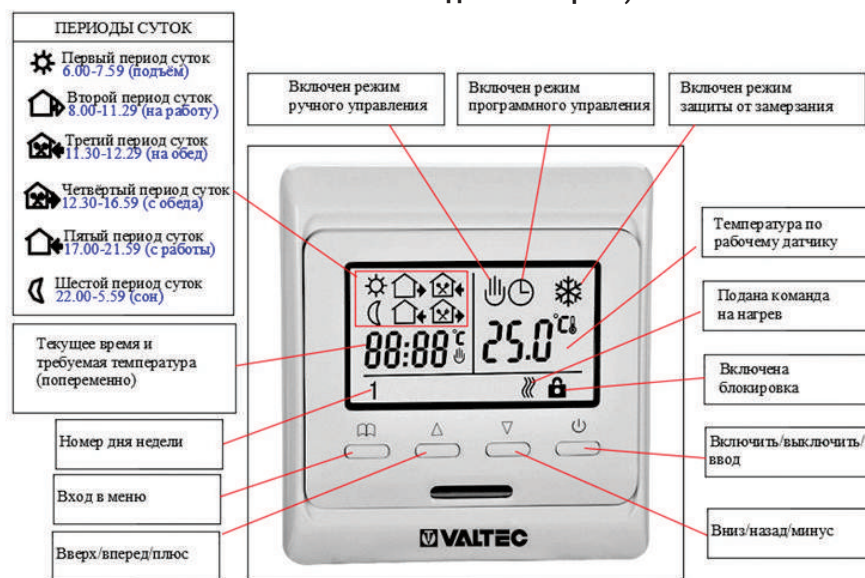 ПЕРИОДЫ СУТОК
Первый период суток
6.00-7.59 (подъём)
Второй период суток
8.00-11.29 (на работу)
Третий период суток
11.30-12.29 (на обед)
Четвёртый период суток
12.30-16.59 (с обеда)
Пятый период суток
17.00-21.59 (с работы)
Шестой период суток
22.00-5.59 (сон)
Включен режим
ручного управления
Включен режим
программного управления
Включен режим
защиты от замерзания
Температура по
рабочему датчику
Подана команда
на нагрев
Включена
блокировка
Включить/выключить/
ввод
Вниз/назад/минус
Текущее время и
требуемая температура
(попеременно)
Номер дня недели
Вход в меню
Вверх/вперед/плюс
88:88 °C
25.0 °C
1
VALTEC